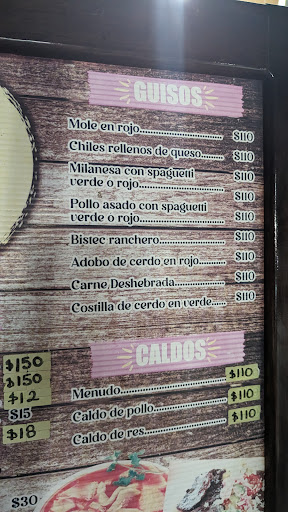 GUISOS
Mole en rojo............ $110
Chiles rellenos de queso...... $110
Milanesa con spaguetti
verde o rojo............ $110
Pollo asado con spaguetti
verde o rojo............ $110
Bistec ranchero............ $110
Adobo de cerdo en rojo...... $110
Carne Deshebrada............ $110
Costilla de cerdo en verde..... $110
CALDOS
Menudo............ $110
Caldo de pollo............ $110
Caldo de res............ $110
$150
$150
$12
$15
$18
$30